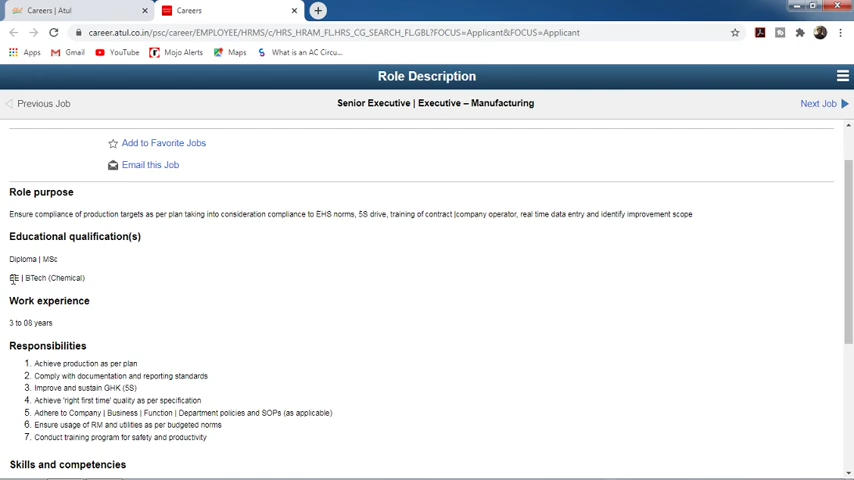 Careers | Atul
Careers
career.atul.co.in/psc/career/EMPLOYEE/HRMS/c/HRS_HRAM_FL.HRS_CG_SEARCH_FL.GBL?FOCUS=Applicant&FOCUS=Applicant
Apps Gmail YouTube Mojo Alerts Maps What is an AC Circu...
Role Description
Previous Job Senior Executive | Executive – Manufacturing Next Job
Add to Favorite Jobs
Email this Job
Role purpose
Ensure compliance of production targets as per plan taking into consideration compliance to EHS norms, 5S drive, training of contract |company operator, real time data entry and identify improvement scope
Educational qualification(s)
Diploma | MSc
BE | BTech (Chemical)
Work experience
3 to 08 years
Responsibilities
1. Achieve production as per plan
2. Comply with documentation and reporting standards
3. Improve and sustain GHK (5S)
4. Achieve 'right first time' quality as per specification
5. Adhere to Company | Business | Function | Department policies and SOPs (as applicable)
6. Ensure usage of RM and utilities as per budgeted norms
7. Conduct training program for safety and productivity
Skills and competencies